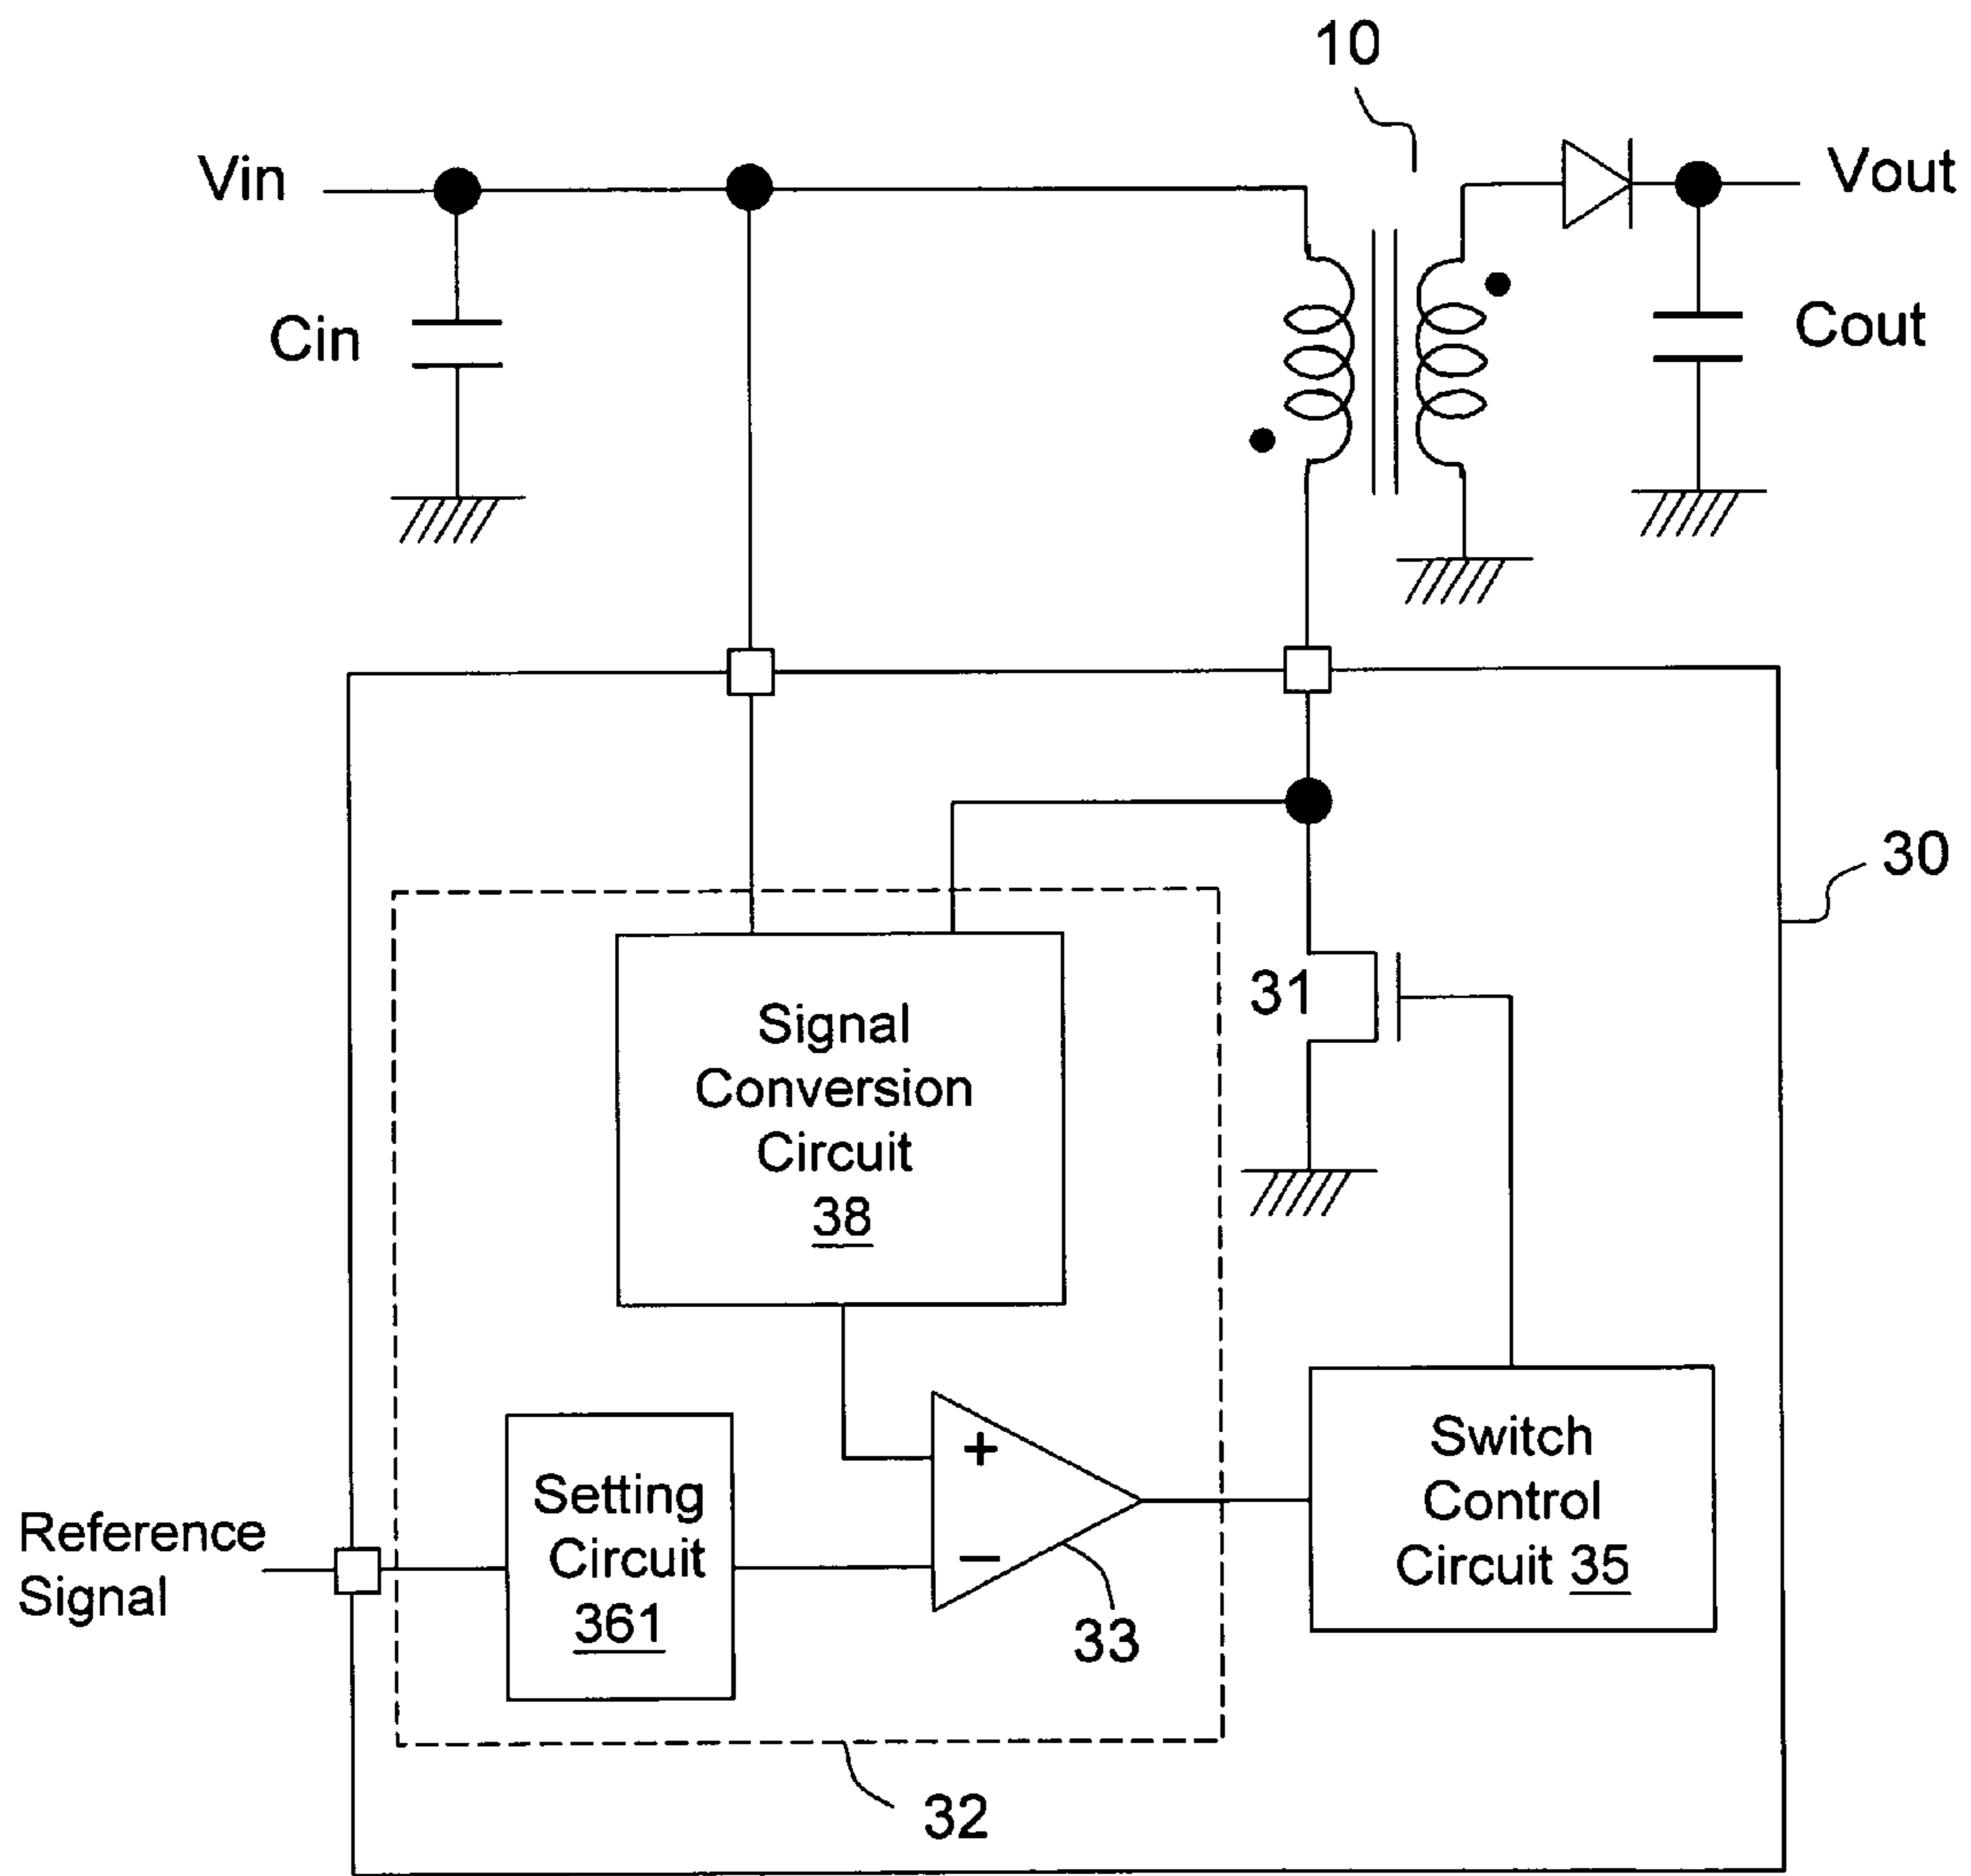 10
Vin
Vout
Cin
Cout
30
31
Signal
Conversion
Circuit
38
+
Switch
Control
Circuit 35
Setting
Circuit
361
−
Reference
Signal
33
32